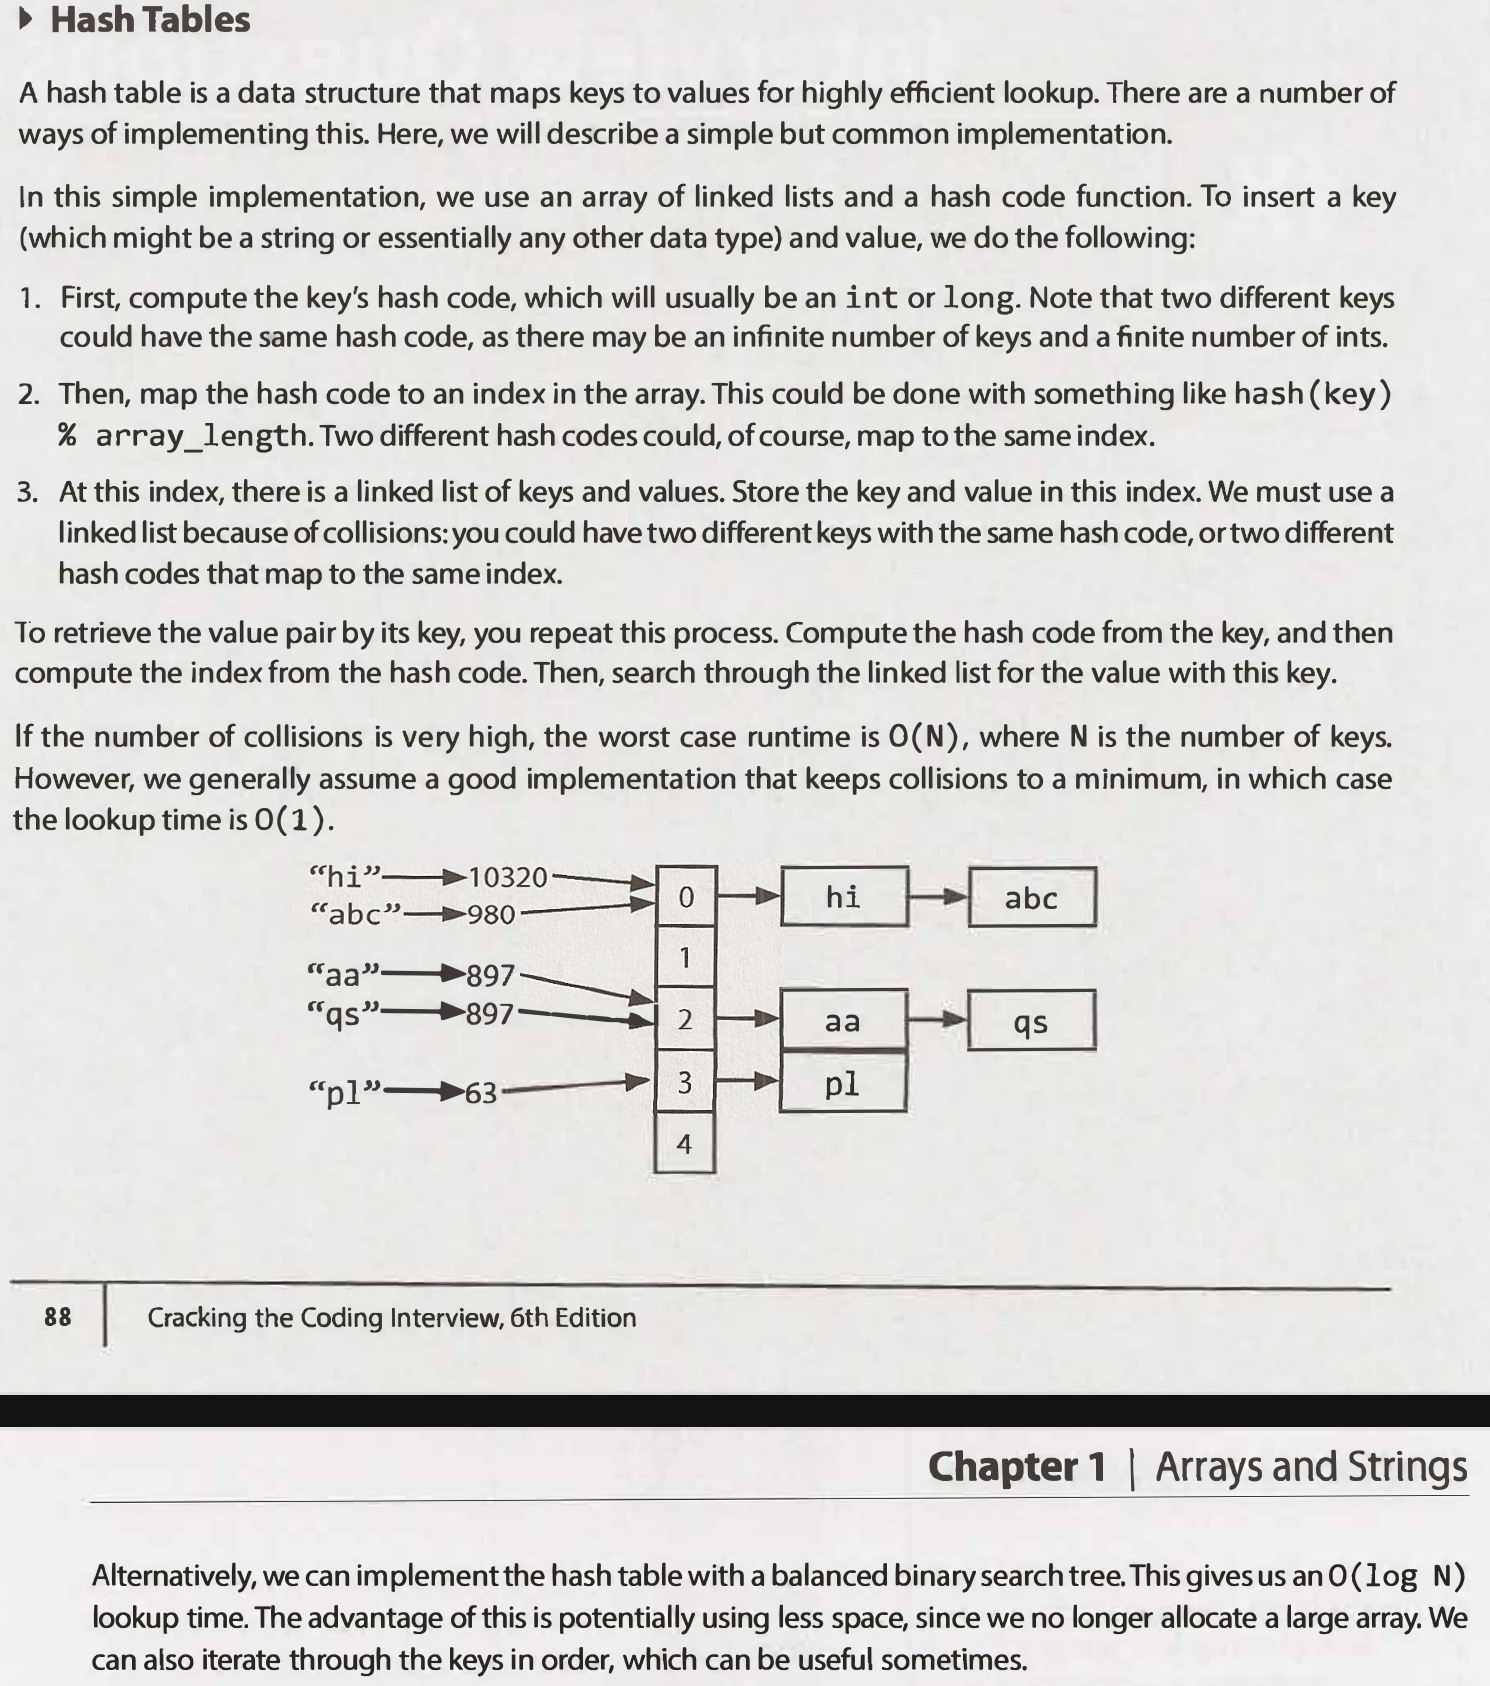 ▸ Hash Tables
A hash table is a data structure that maps keys to values for highly efficient lookup. There are a number of
ways of implementing this. Here, we will describe a simple but common implementation.
In this simple implementation, we use an array of linked lists and a hash code function. To insert a key
(which might be a string or essentially any other data type) and value, we do the following:
1. First, compute the key's hash code, which will usually be an int or long. Note that two different keys
could have the same hash code, as there may be an infinite number of keys and a finite number of ints.
2. Then, map the hash code to an index in the array. This could be done with something like hash(key)
% array_length. Two different hash codes could, of course, map to the same index.
3. At this index, there is a linked list of keys and values. Store the key and value in this index. We must use a
linked list because of collisions: you could have two different keys with the same hash code, or two different
hash codes that map to the same index.
To retrieve the value pair by its key, you repeat this process. Compute the hash code from the key, and then
compute the index from the hash code. Then, search through the linked list for the value with this key.
If the number of collisions is very high, the worst case runtime is O(N), where N is the number of keys.
However, we generally assume a good implementation that keeps collisions to a minimum, in which case
the lookup time is O(1).
“hi” 10320 0 hi abc
“abc” 980
1
“aa” 897
“qs” 897 2 aa qs
“pl” 63 3 pl
4
88 Cracking the Coding Interview, 6th Edition
Chapter 1 | Arrays and Strings
Alternatively, we can implement the hash table with a balanced binary search tree. This gives us an O(log N)
lookup time. The advantage of this is potentially using less space, since we no longer allocate a large array. We
can also iterate through the keys in order, which can be useful sometimes.